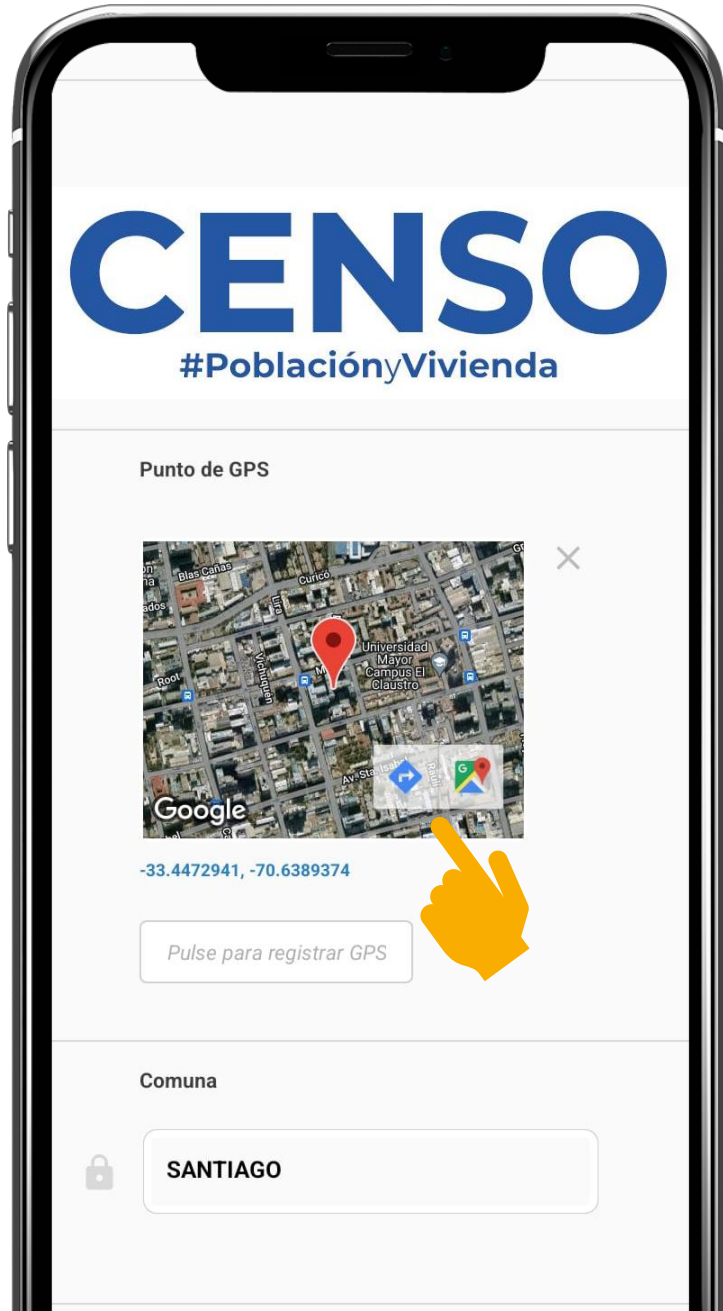 CENSO
#PoblaciónyVivienda
Punto de GPS
Blas Cañas
Curicó
Lira
Vichuquén
Root
Universidad
Mayor
Campus El
Claustro
Av. Sta Isabel
Raulí
Google
-33.4472941, -70.6389374
Pulse para registrar GPS
Comuna
SANTIAGO